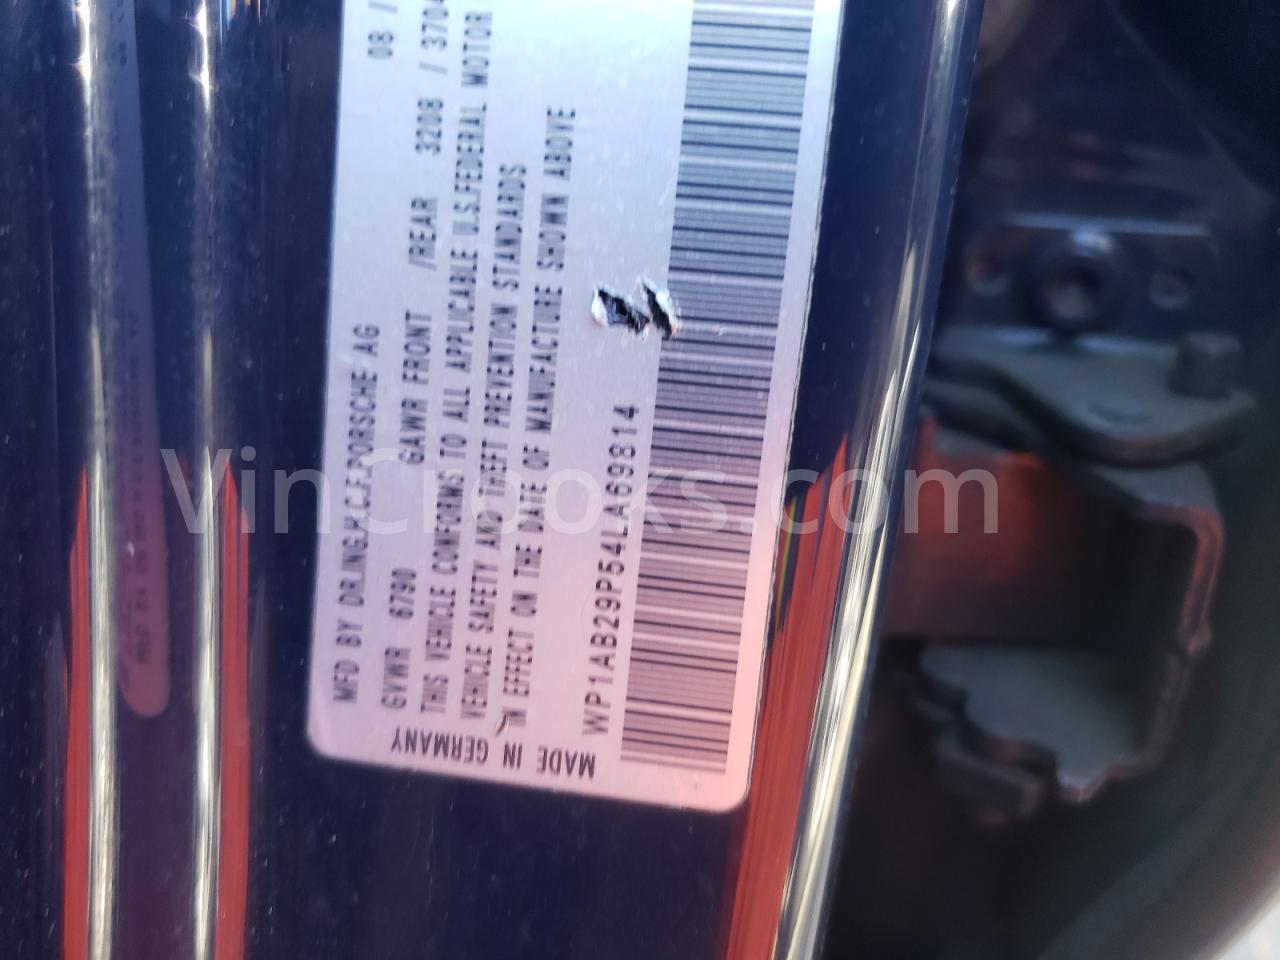 MFD BY DR.ING.H.C.F.PORSCHE AG 08 /
GVWR 6790 GAWR FRONT /REAR 3208 / 3704
THIS VEHICLE CONFORMS TO ALL APPLICABLE U.S.FEDERAL MOTOR
VEHICLE SAFETY AND THEFT PREVENTION STANDARDS
IN EFFECT ON THE DATE OF MANUFACTURE SHOWN ABOVE
WP1AB29P54LA69814
MADE IN GERMANY
VinCrooks.com